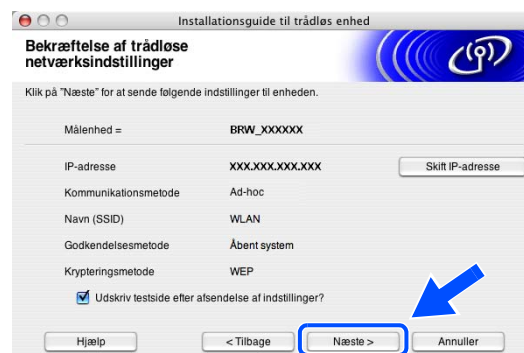 Installationsguide til trådløs enhed
Bekræftelse af trådløse
netværksindstillinger
Klik på "Næste" for at sende følgende indstillinger til enheden.
Målenhed = BRW_XXXXXX
IP-adresse XXX.XXX.XXX.XXX Skift IP-adresse
Kommunikationsmetode Ad-hoc
Navn (SSID) WLAN
Godkendelsesmetode Åbent system
Krypteringsmetode WEP
Udskriv testside efter afsendelse af indstillinger?
Hjælp < Tilbage Næste > Annuller